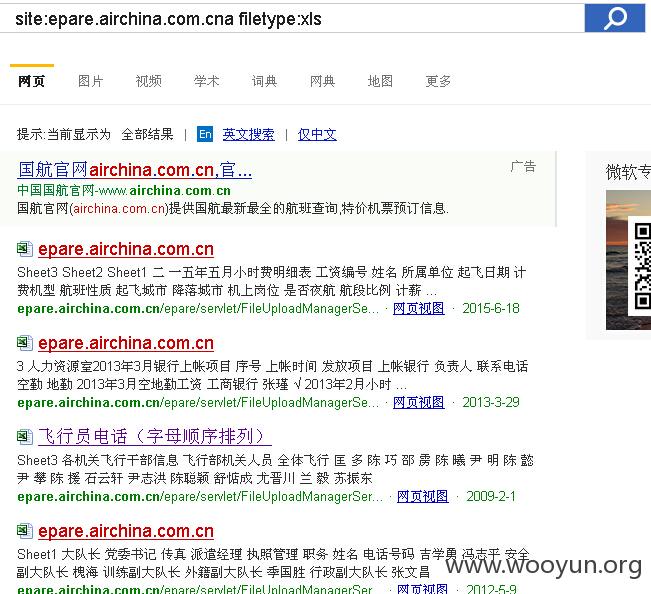 site:epare.airchina.com.cna filetype:xls
网页 图片 视频 学术 词典 网典 地图 更多
提示:当前显示为 全部结果 | En 英文搜索 | 仅中文
国航官网airchina.com.cn,官... 广告
微软专
中国国航官网-www.airchina.com.cn
国航官网(airchina.com.cn)提供国航最新最全的航班查询,特价机票预订信息.
epare.airchina.com.cn
Sheet3 Sheet2 Sheet1 二 一五年五月小时费明细表 工资编号 姓名 所属单位 起飞日期 计
费机型 航班性质 起飞城市 降落城市 机上岗位 是否夜航 航段比例 计薪 ...
epare.airchina.com.cn/epare/servlet/FileUploadManagerSe... · 网页视图 · 2015-6-18
epare.airchina.com.cn
3 人力资源室2013年3月银行上帐项目 序号 上帐时间 发放项目 上帐银行 负责人 联系电话
空勤 地勤 2013年3月空地勤工资 工商银行 张瑾 √ 2013年2月小时 ...
epare.airchina.com.cn/epare/servlet/FileUploadManagerSe... · 网页视图 · 2013-3-29
飞行员电话（字母顺序排列）
Sheet3 各机关飞行干部信息 飞行部机关人员 全体飞行 匡 多 陈 巧 邵 雳 陈 曦 尹 明 陈 懿
尹 攀 陈 援 石云轩 尹志洪 陈聪颖 舒惦成 尤晋川 兰 毅 苏振东
epare.airchina.com.cn/epare/servlet/FileUploadManagerSer... · 网页视图 · 2009-2-1
epare.airchina.com.cn
Sheet1 大队长 党委书记 传真 派遣经理 执照管理 职务 姓名 电话号码 吉学勇 冯志平 安全
副大队长 槐海 训练副大队长 外籍副大队长 季国胜 行政副大队长 张文昌
epare.airchina.com.cn/epare/servlet/FileUploadManagerSer... · 网页视图 · 2012-5-9
www.wooyun.org